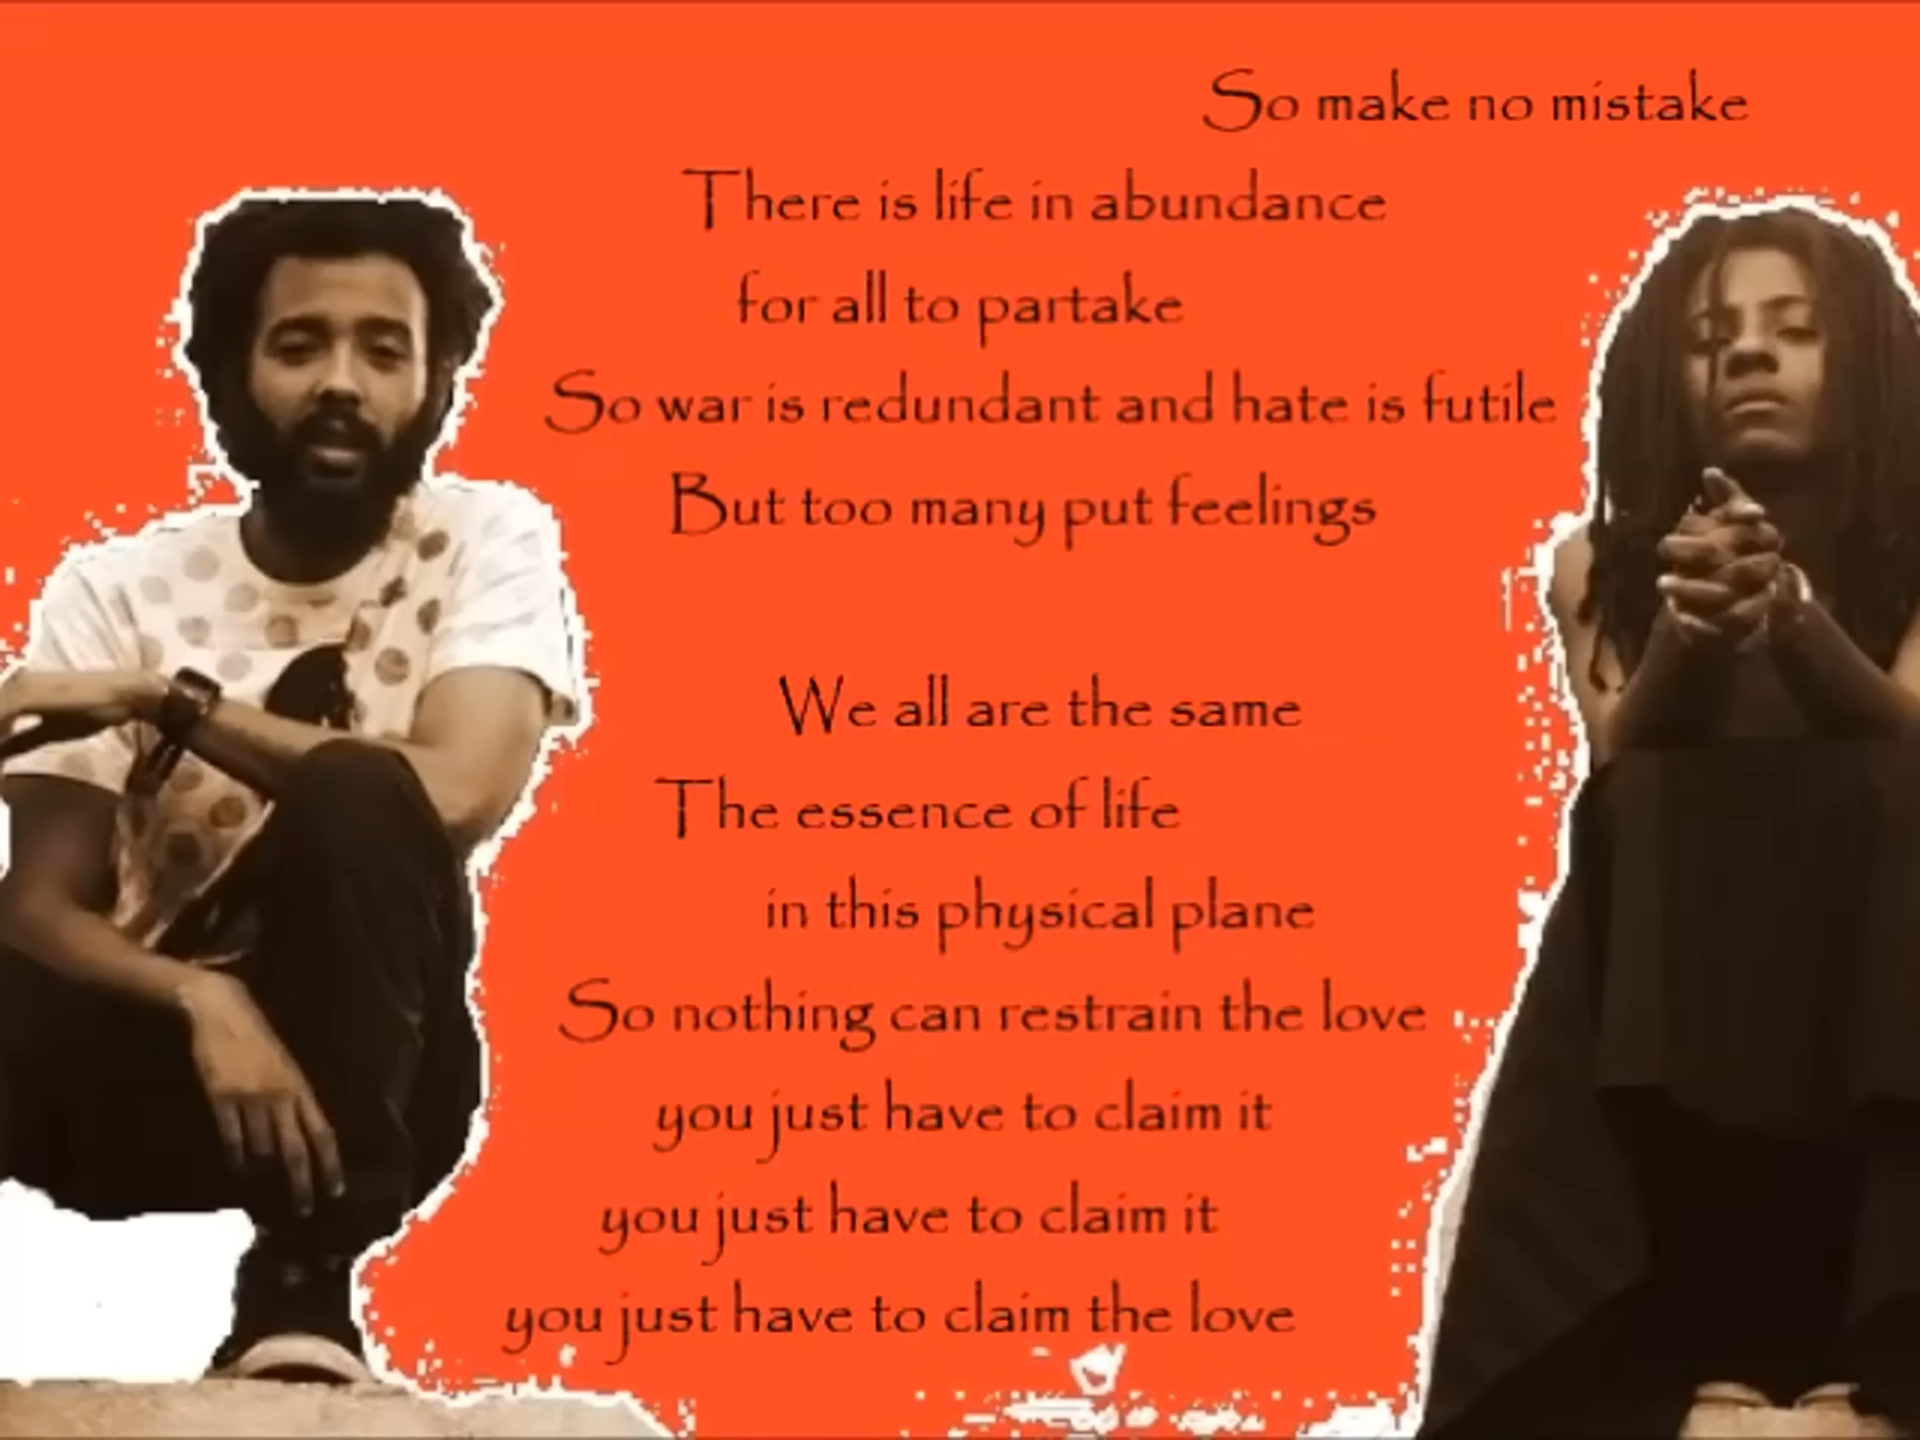 So make no mistake
There is life in abundance
for all to partake
So war is redundant and hate is futile
But too many put feelings
We all are the same
The essence of life
in this physical plane
So nothing can restrain the love
you just have to claim it
you just have to claim it
you just have to claim the love